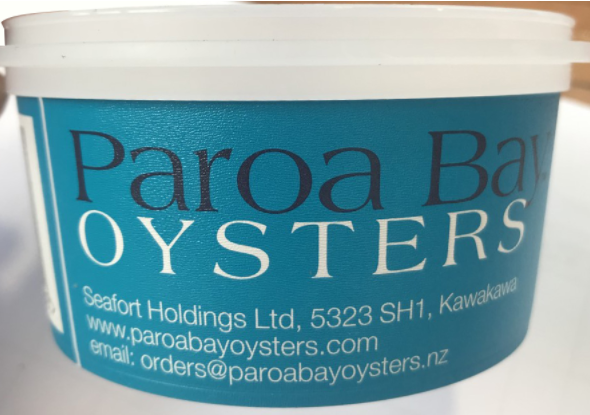 Paroa Bay
OYSTERS
Seafort Holdings Ltd, 5323 SH1, Kawakawa
www.paroabayoysters.com
email: orders@paroabayoysters.nz